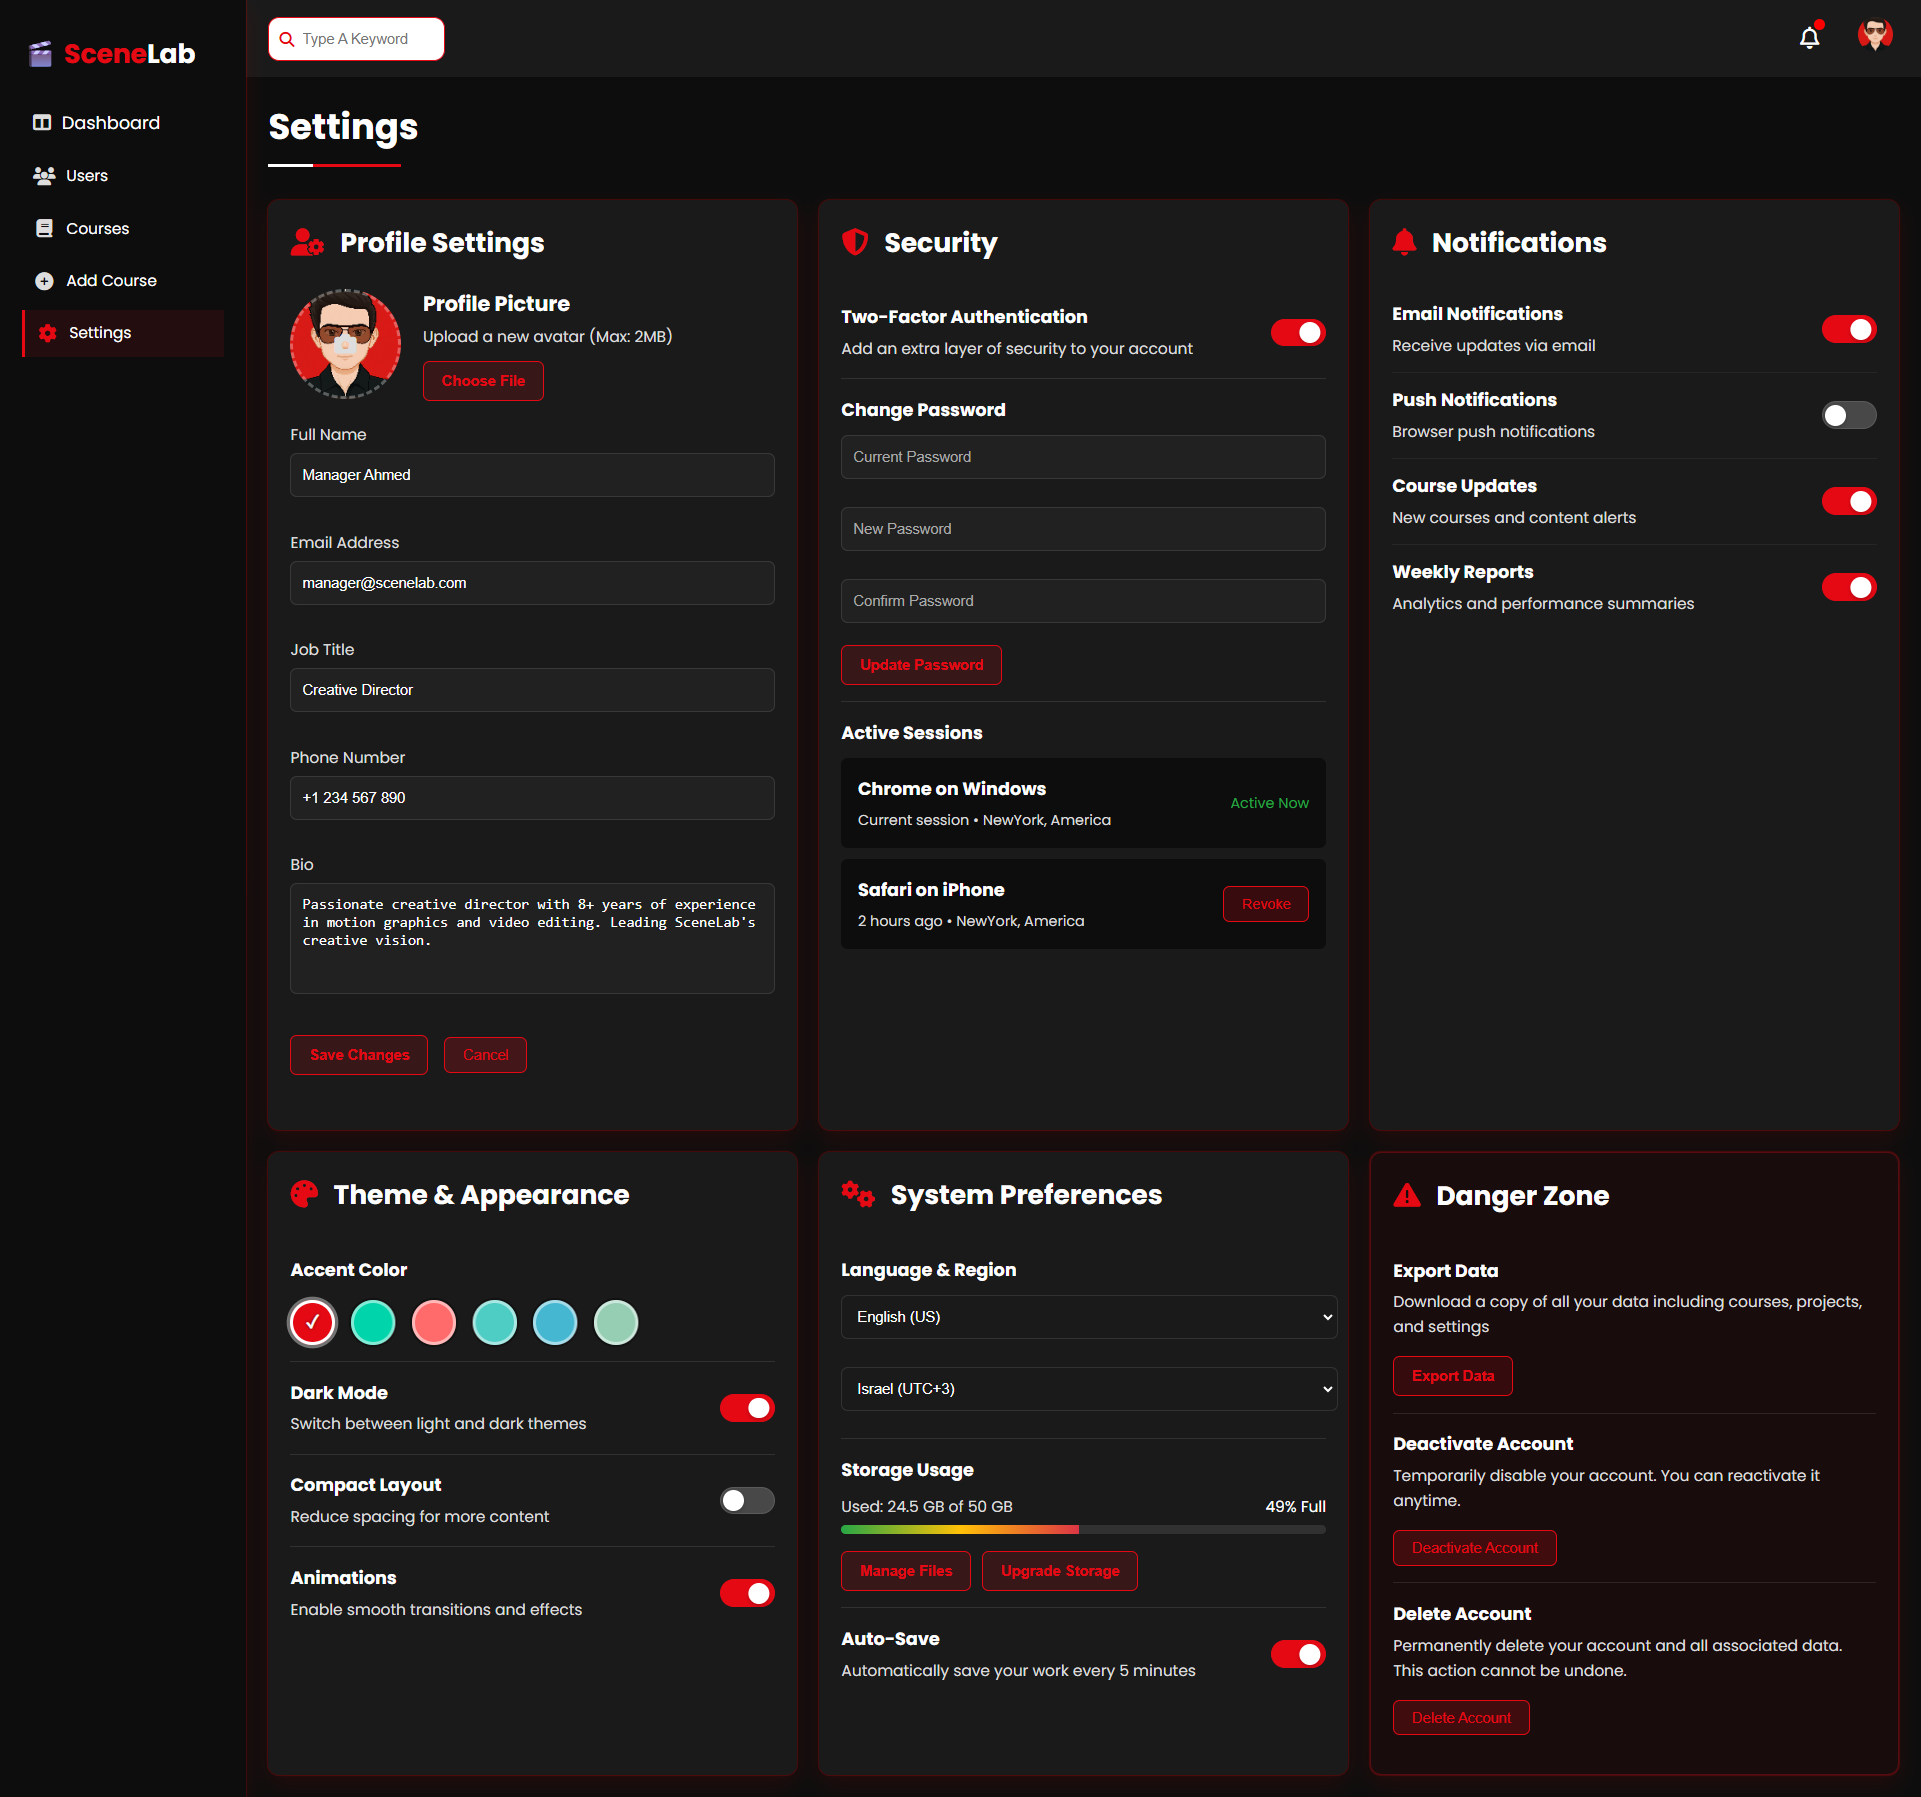 SceneLab
Type A Keyword
Dashboard
Users
Courses
Add Course
Settings
Settings
Profile Settings
Profile Picture
Upload a new avatar (Max: 2MB)
Choose File
Full Name
Manager Ahmed
Email Address
manager@scenelab.com
Job Title
Creative Director
Phone Number
+1 234 567 890
Bio
Passionate creative director with 8+ years of experience
in motion graphics and video editing. Leading SceneLab's
creative vision.
Save Changes
Cancel
Security
Two-Factor Authentication
Add an extra layer of security to your account
Change Password
Current Password
New Password
Confirm Password
Update Password
Active Sessions
Chrome on Windows
Current session • NewYork, America
Active Now
Safari on iPhone
2 hours ago • NewYork, America
Revoke
Notifications
Email Notifications
Receive updates via email
Push Notifications
Browser push notifications
Course Updates
New courses and content alerts
Weekly Reports
Analytics and performance summaries
Theme & Appearance
Accent Color
Dark Mode
Switch between light and dark themes
Compact Layout
Reduce spacing for more content
Animations
Enable smooth transitions and effects
System Preferences
Language & Region
English (US)
Israel (UTC+3)
Storage Usage
Used: 24.5 GB of 50 GB
49% Full
Manage Files
Upgrade Storage
Auto-Save
Automatically save your work every 5 minutes
Danger Zone
Export Data
Download a copy of all your data including courses, projects,
and settings
Export Data
Deactivate Account
Temporarily disable your account. You can reactivate it
anytime.
Deactivate Account
Delete Account
Permanently delete your account and all associated data.
This action cannot be undone.
Delete Account